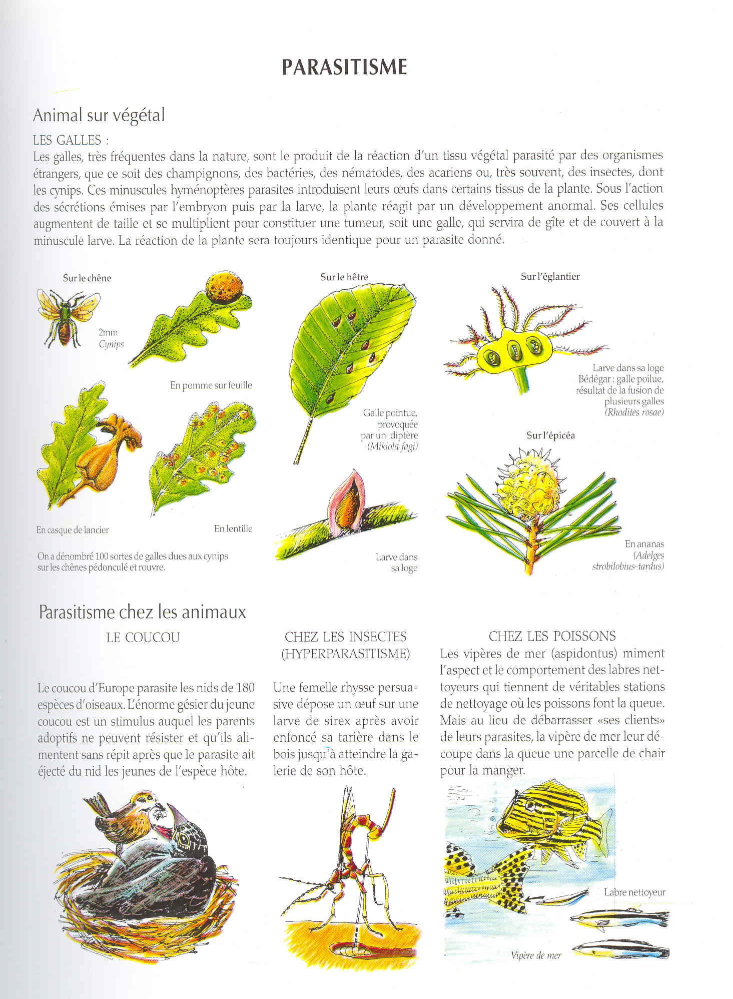 PARASITISME
Animal sur végétal
LES GALLES :
Les galles, très fréquentes dans la nature, sont le produit de la réaction d'un tissu végétal parasité par des organismes
étrangers, que ce soit des champignons, des bactéries, des nématodes, des acariens ou, très souvent, des insectes, dont
les cynips. Ces minuscules hyménoptères parasites introduisent leurs œufs dans certains tissus de la plante. Sous l'action
des sécrétions émises par l'embryon puis par la larve, la plante réagit par un développement anormal. Ses cellules
augmentent de taille et se multiplient pour constituer une tumeur, soit une galle, qui servira de gîte et de couvert à la
minuscule larve. La réaction de la plante sera toujours identique pour un parasite donné.
Sur le chêne
2mm
Cynips
En pomme sur feuille
En casque de lancier
En lentille
On a dénombré 100 sortes de galles dues aux cynips
sur les chênes pédonculé et rouvre.
Sur le hêtre
Galle pointue,
provoquée
par un diptère
(Mikiola fagi)
Larve dans
sa loge
Sur l'églantier
Larve dans sa loge
Bédégar : galle poilue,
résultat de la fusion de
plusieurs galles
(Rhodites rosae)
Sur l'épicéa
En ananas
(Adelges
strobilobius-tardus)
Parasitisme chez les animaux
LE COUCOU
Le coucou d'Europe parasite les nids de 180
espèces d'oiseaux. L'énorme gésier du jeune
coucou est un stimulus auquel les parents
adoptifs ne peuvent résister et qu'ils ali-
mentent sans répit après que le parasite ait
éjecté du nid les jeunes de l'espèce hôte.
CHEZ LES INSECTES
(HYPERPARASITISME)
Une femelle rhysse persua-
sive dépose un œuf sur une
larve de sirex après avoir
enfoncé sa tarière dans le
bois jusqu'à atteindre la ga-
lerie de son hôte.
CHEZ LES POISSONS
Les vipères de mer (aspidontus) miment
l'aspect et le comportement des labres net-
toyeurs qui tiennent de véritables stations
de nettoyage où les poissons font la queue.
Mais au lieu de débarrasser «ses clients»
de leurs parasites, la vipère de mer leur dé-
coupe dans la queue une parcelle de chair
pour la manger.
Labre nettoyeur
Vipère de mer